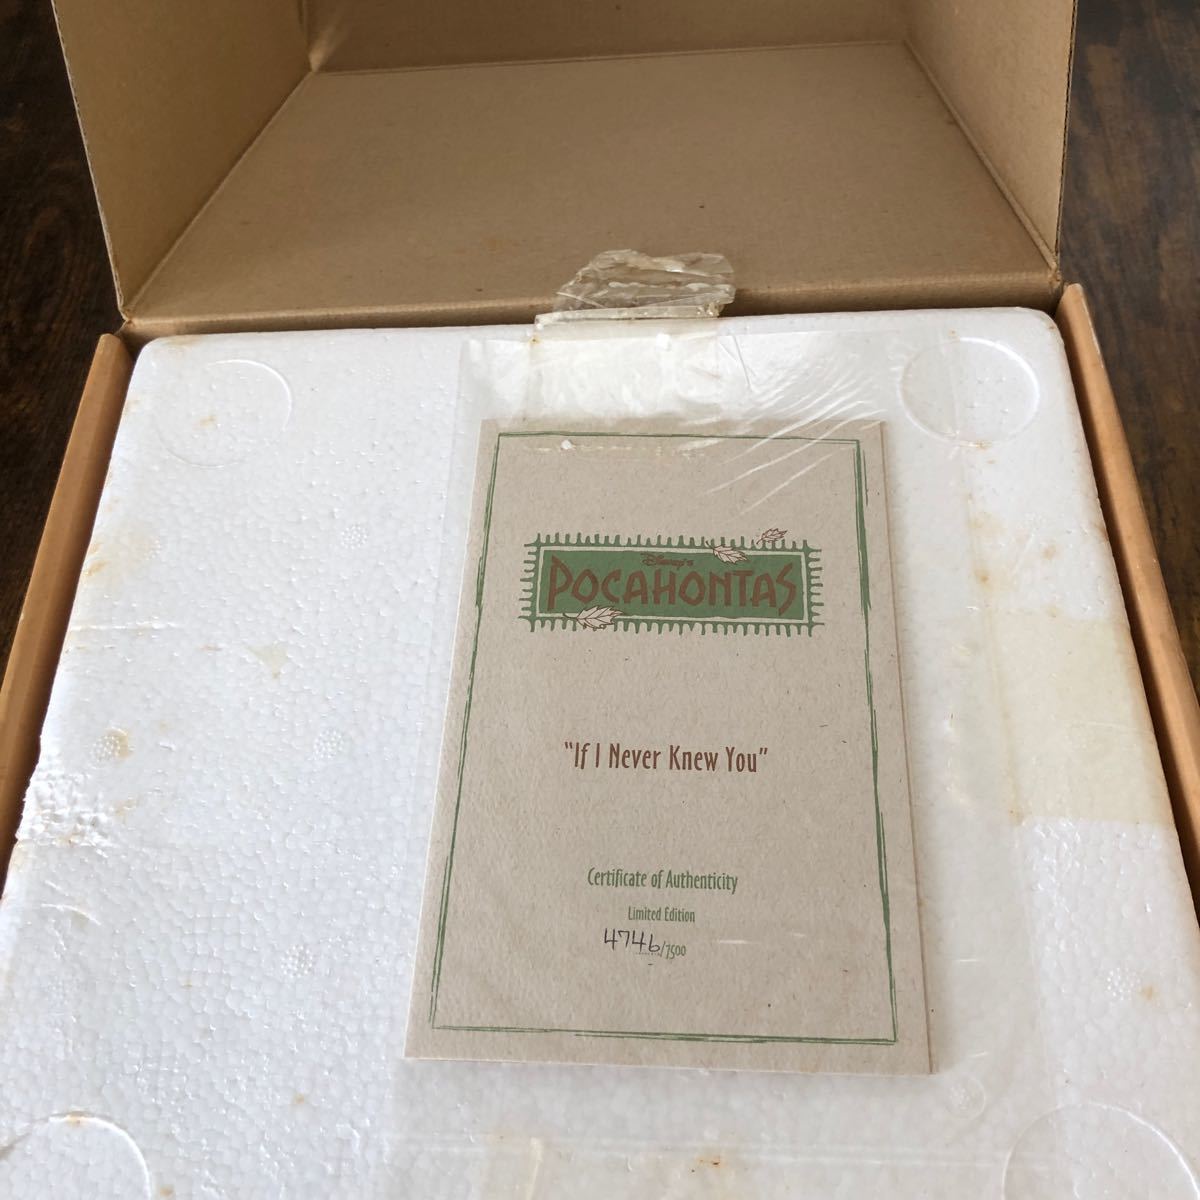 Disney's
POCAHONTAS
"If I Never Knew You"
Certificate of Authenticity
Limited Edition
4746/7500